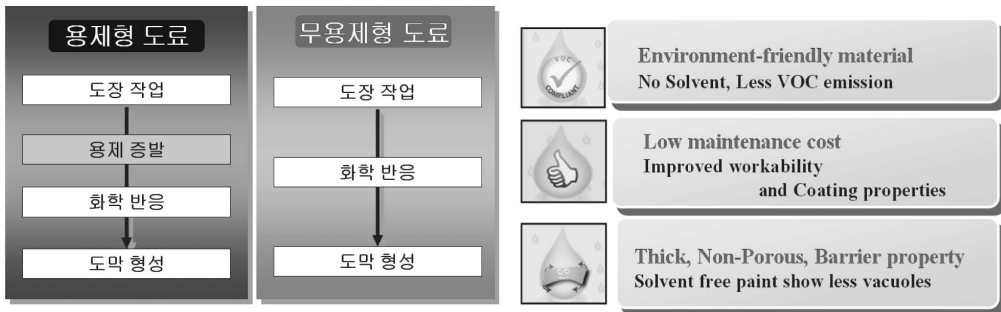 용제형 도료
도장 작업
용제 증발
화학 반응
도막 형성
무용제형 도료
도장 작업
화학 반응
도막 형성
VOC
COMPLIANT
Environment-friendly material
No Solvent, Less VOC emission
Low maintenance cost
Improved workability
and Coating properties
Thick, Non-Porous, Barrier property
Solvent free paint show less vacuoles